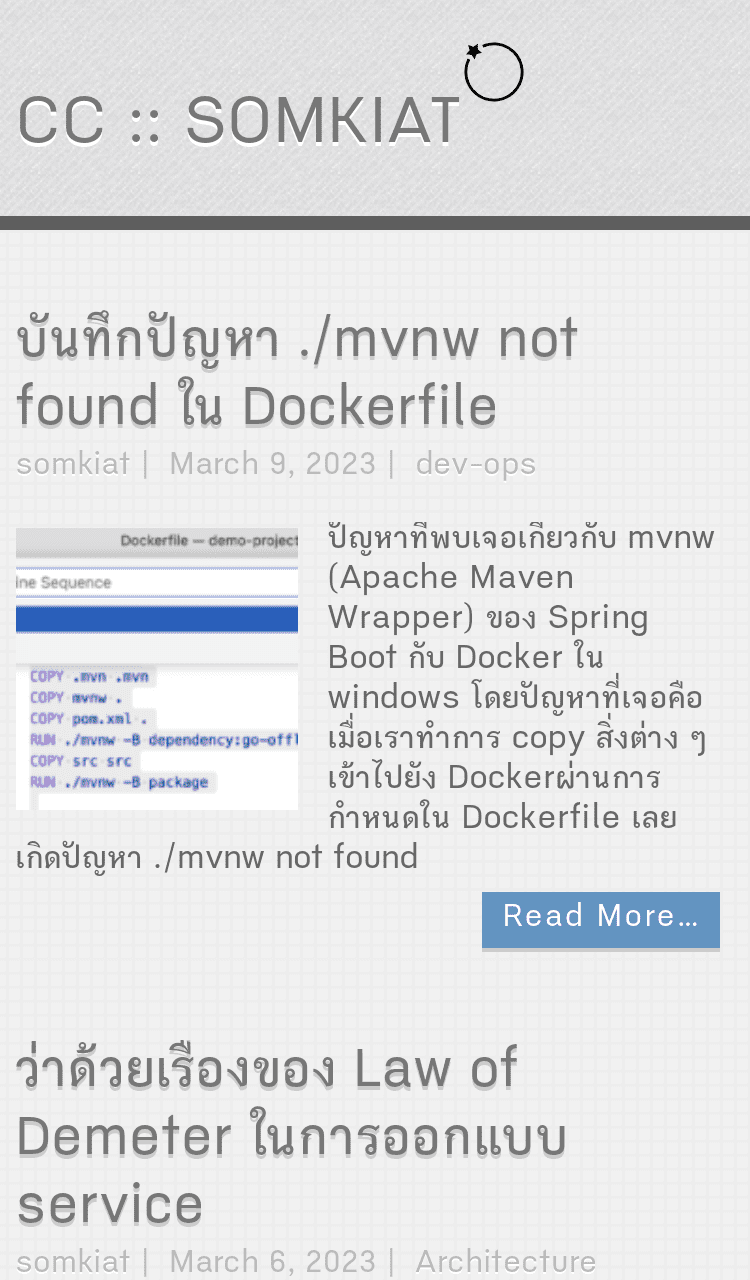 CC :: SOMKIAT
บันทึกปัญหา ./mvnw not
found ใน Dockerfile
somkiat | March 9, 2023 | dev-ops
Dockerfile — demo-project
ine Sequence
COPY .mvn .mvn
COPY mvnw .
COPY pom.xml .
RUN ./mvnw -B dependency:go-offl
COPY src src
RUN ./mvnw -B package
ปัญหาที่พบเจอเกี่ยวกับ mvnw
(Apache Maven
Wrapper) ของ Spring
Boot กับ Docker ใน
windows โดยปัญหาที่เจอคือ
เมื่อเราทำการ copy สิ่งต่าง ๆ
เข้าไปยัง Dockerผ่านการ
กำหนดใน Dockerfile เลย
เกิดปัญหา ./mvnw not found
Read More…
ว่าด้วยเรื่องของ Law of
Demeter ในการออกแบบ
service
somkiat | March 6, 2023 | Architecture